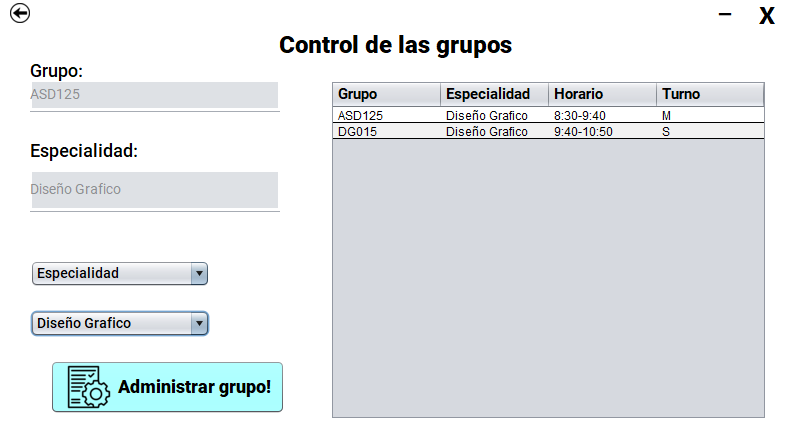 – X
Control de las grupos
Grupo:
ASD125
Especialidad:
Diseño Grafico
Especialidad
Diseño Grafico
Administrar grupo!
Grupo Especialidad Horario Turno
ASD125 Diseño Grafico 8:30-9:40 M
DG015 Diseño Grafico 9:40-10:50 S